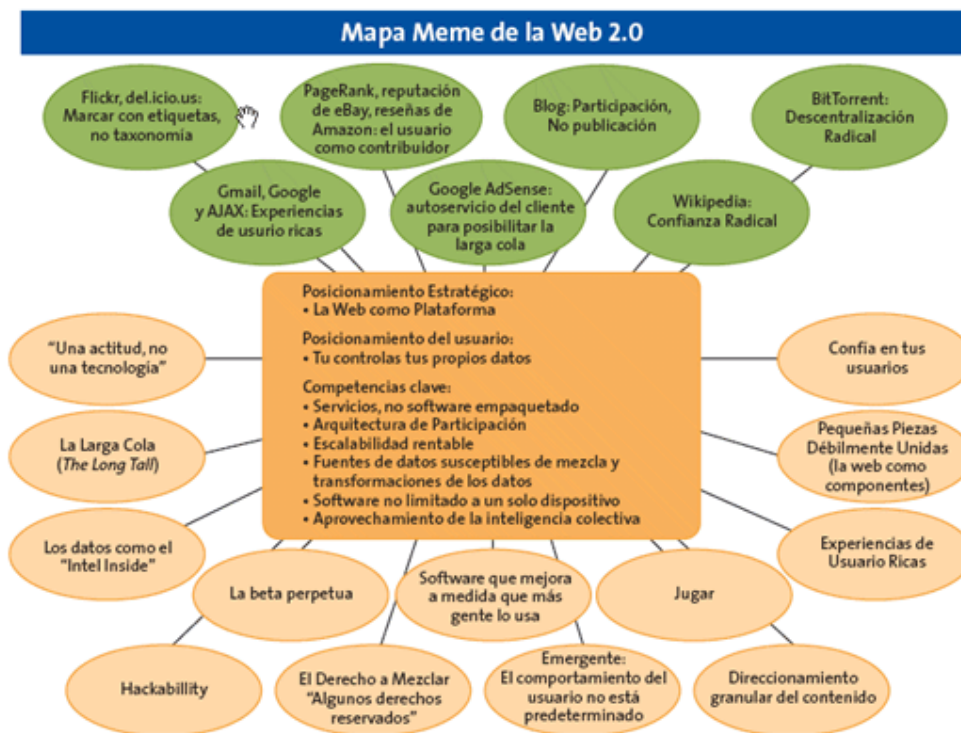 Mapa Meme de la Web 2.0
Flickr, del.icio.us:
Marcar con etiquetas,
no taxonomía
PageRank, reputación
de eBay, reseñas de
Amazon: el usuario
como contribuidor
Blog: Participación,
No publicación
BitTorrent:
Descentralización
Radical
Gmail, Google
y AJAX: Experiencias
de usurio ricas
Google AdSense:
autoservicio del cliente
para posibilitar la
larga cola
Wikipedia:
Confianza Radical
Posicionamiento Estratégico:
• La Web como Plataforma
Posicionamiento del usuario:
• Tu controlas tus propios datos
Competencias clave:
• Servicios, no software empaquetado
• Arquitectura de Participación
• Escalabilidad rentable
• Fuentes de datos susceptibles de mezcla y
transformaciones de los datos
• Software no limitado a un solo dispositivo
• Aprovechamiento de la inteligencia colectiva
"Una actitud, no
una tecnología"
La Larga Cola
(The Long Tall)
Los datos como el
"Intel Inside"
Confía en tus
usuarios
Pequeñas Piezas
Débilmente Unidas
(la web como
componentes)
Experiencias de
Usuario Ricas
La beta perpetua
Software que mejora
a medida que más
gente lo usa
Jugar
Hackabillity
El Derecho a Mezclar
"Algunos derechos
reservados"
Emergente:
El comportamiento del
usuario no está
predeterminado
Direccionamiento
granular del contenido